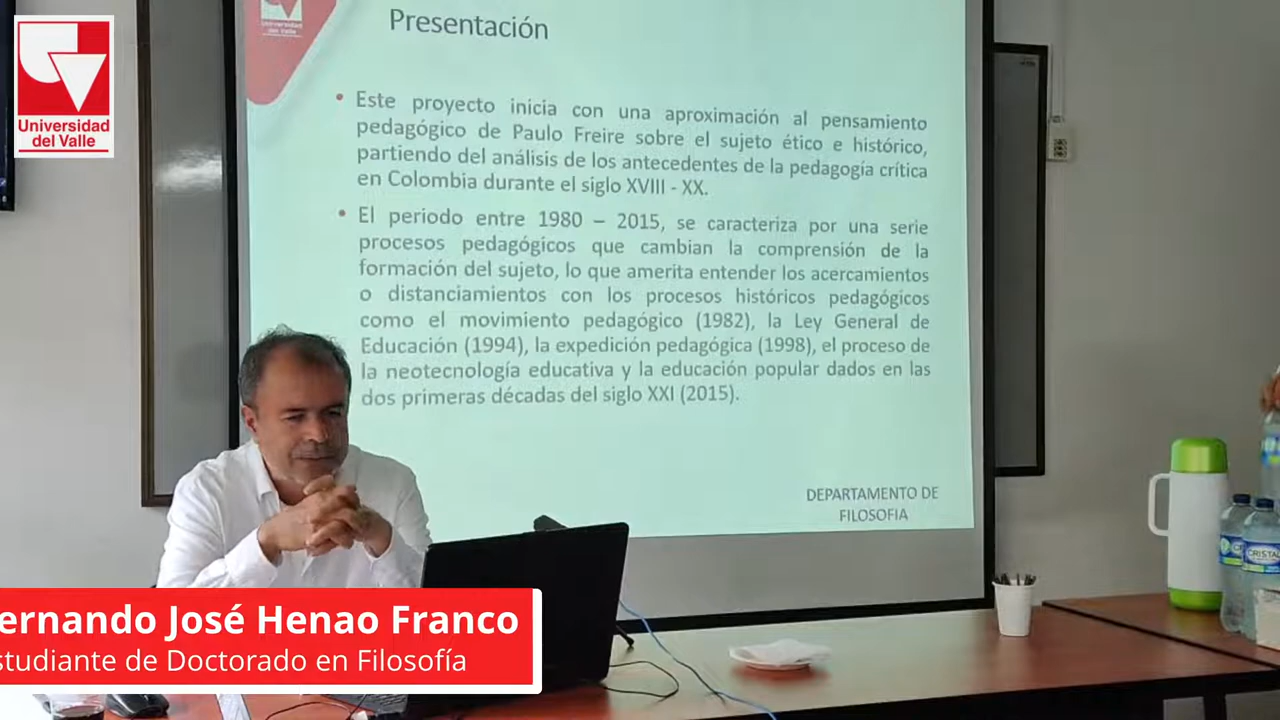 Universidad
del Valle
Universidad
del Valle
Presentación
• Este proyecto inicia con una aproximación al pensamiento
pedagógico de Paulo Freire sobre el sujeto ético e histórico,
partiendo del análisis de los antecedentes de la pedagogía crítica
en Colombia durante el siglo XVIII - XX.
• El periodo entre 1980 – 2015, se caracteriza por una serie
procesos pedagógicos que cambian la comprensión de la
formación del sujeto, lo que amerita entender los acercamientos
o distanciamientos con los procesos históricos pedagógicos
como el movimiento pedagógico (1982), la Ley General de
Educación (1994), la expedición pedagógica (1998), el proceso de
la neotecnología educativa y la educación popular dados en las
dos primeras décadas del siglo XXI (2015).
DEPARTAMENTO DE
FILOSOFIA
CRISTAL
ernando José Henao Franco
studiante de Doctorado en Filosofía